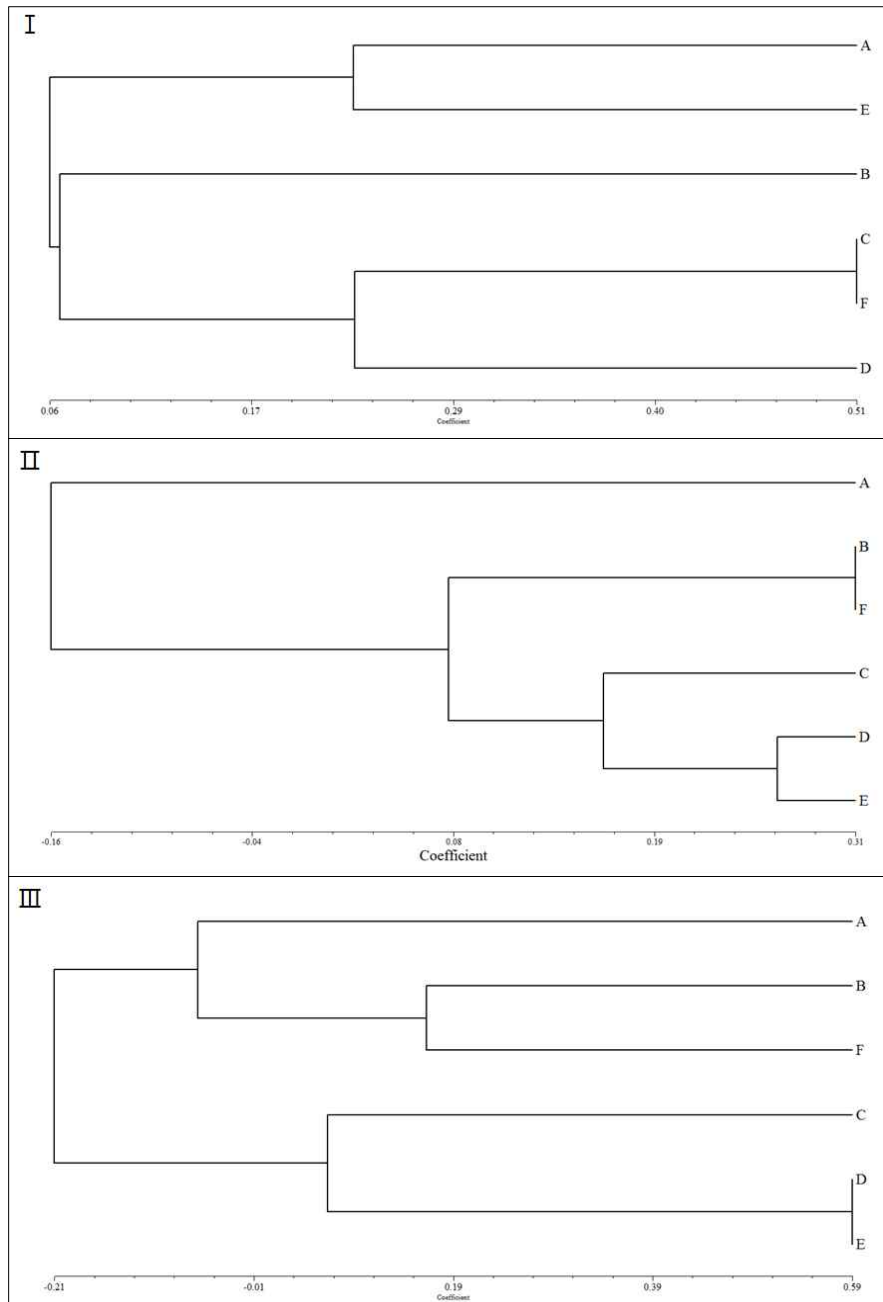 I
A
E
B
C
F
D
0.06 0.17 0.29 0.40 0.51
Coefficient
II
A
B
F
C
D
E
-0.16 -0.04 0.08 0.19 0.31
Coefficient
III
A
B
F
C
D
E
-0.21 -0.01 0.19 0.39 0.59
Coefficient